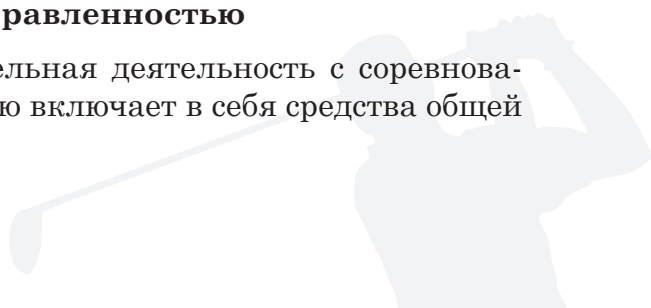 равленностью
ельная деятельность с соревнова-
ю включает в себя средства общей